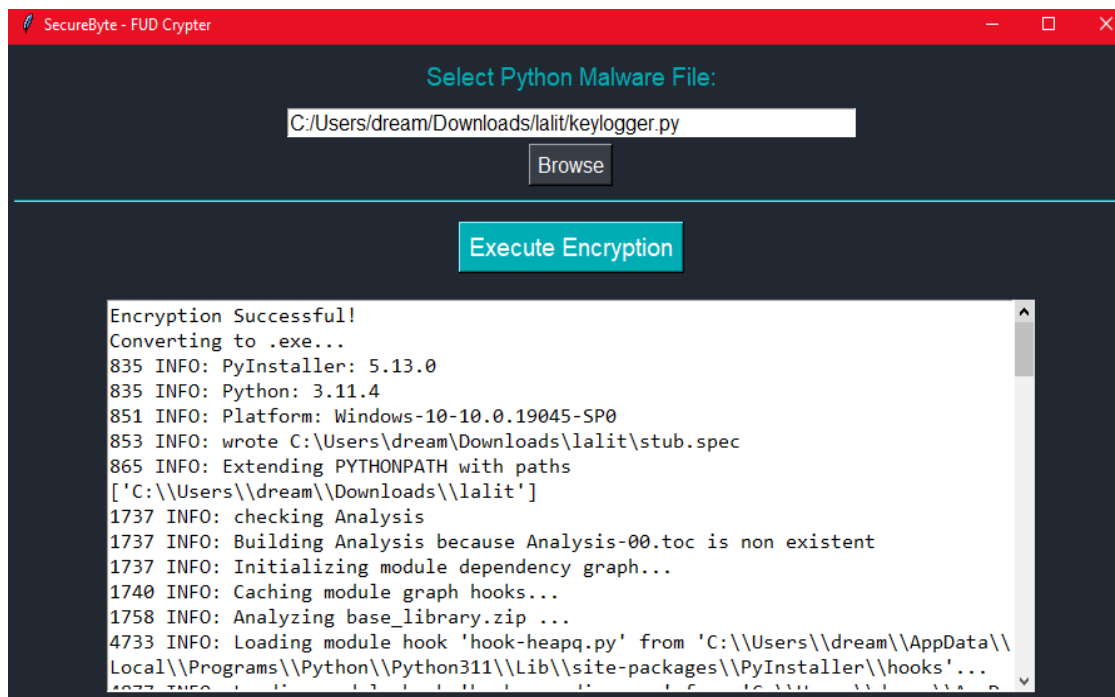 SecureByte - FUD Crypter
Select Python Malware File:
C:/Users/dream/Downloads/lalit/keylogger.py
Browse
Execute Encryption
Encryption Successful!
Converting to .exe...
835 INFO: PyInstaller: 5.13.0
835 INFO: Python: 3.11.4
851 INFO: Platform: Windows-10-10.0.19045-SP0
853 INFO: wrote C:\Users\dream\Downloads\lalit\stub.spec
865 INFO: Extending PYTHONPATH with paths
['C:\\Users\\dream\\Downloads\\lalit']
1737 INFO: checking Analysis
1737 INFO: Building Analysis because Analysis-00.toc is non existent
1737 INFO: Initializing module dependency graph...
1740 INFO: Caching module graph hooks...
1758 INFO: Analyzing base_library.zip ...
4733 INFO: Loading module hook 'hook-heapq.py' from 'C:\\Users\\dream\\AppData\\
Local\\Programs\\Python\\Python311\\Lib\\site-packages\\PyInstaller\\hooks'...